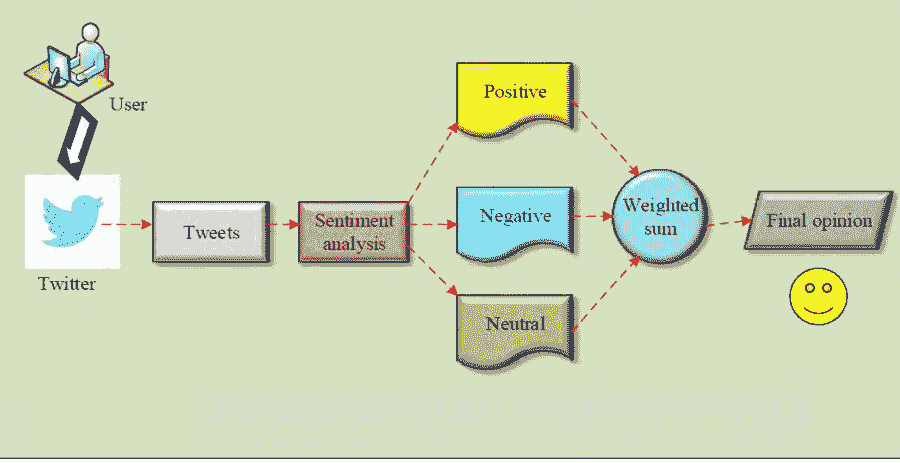 User
Twitter
Tweets
Sentiment
analysis
Positive
Negative
Neutral
Weighted
sum
Final opinion